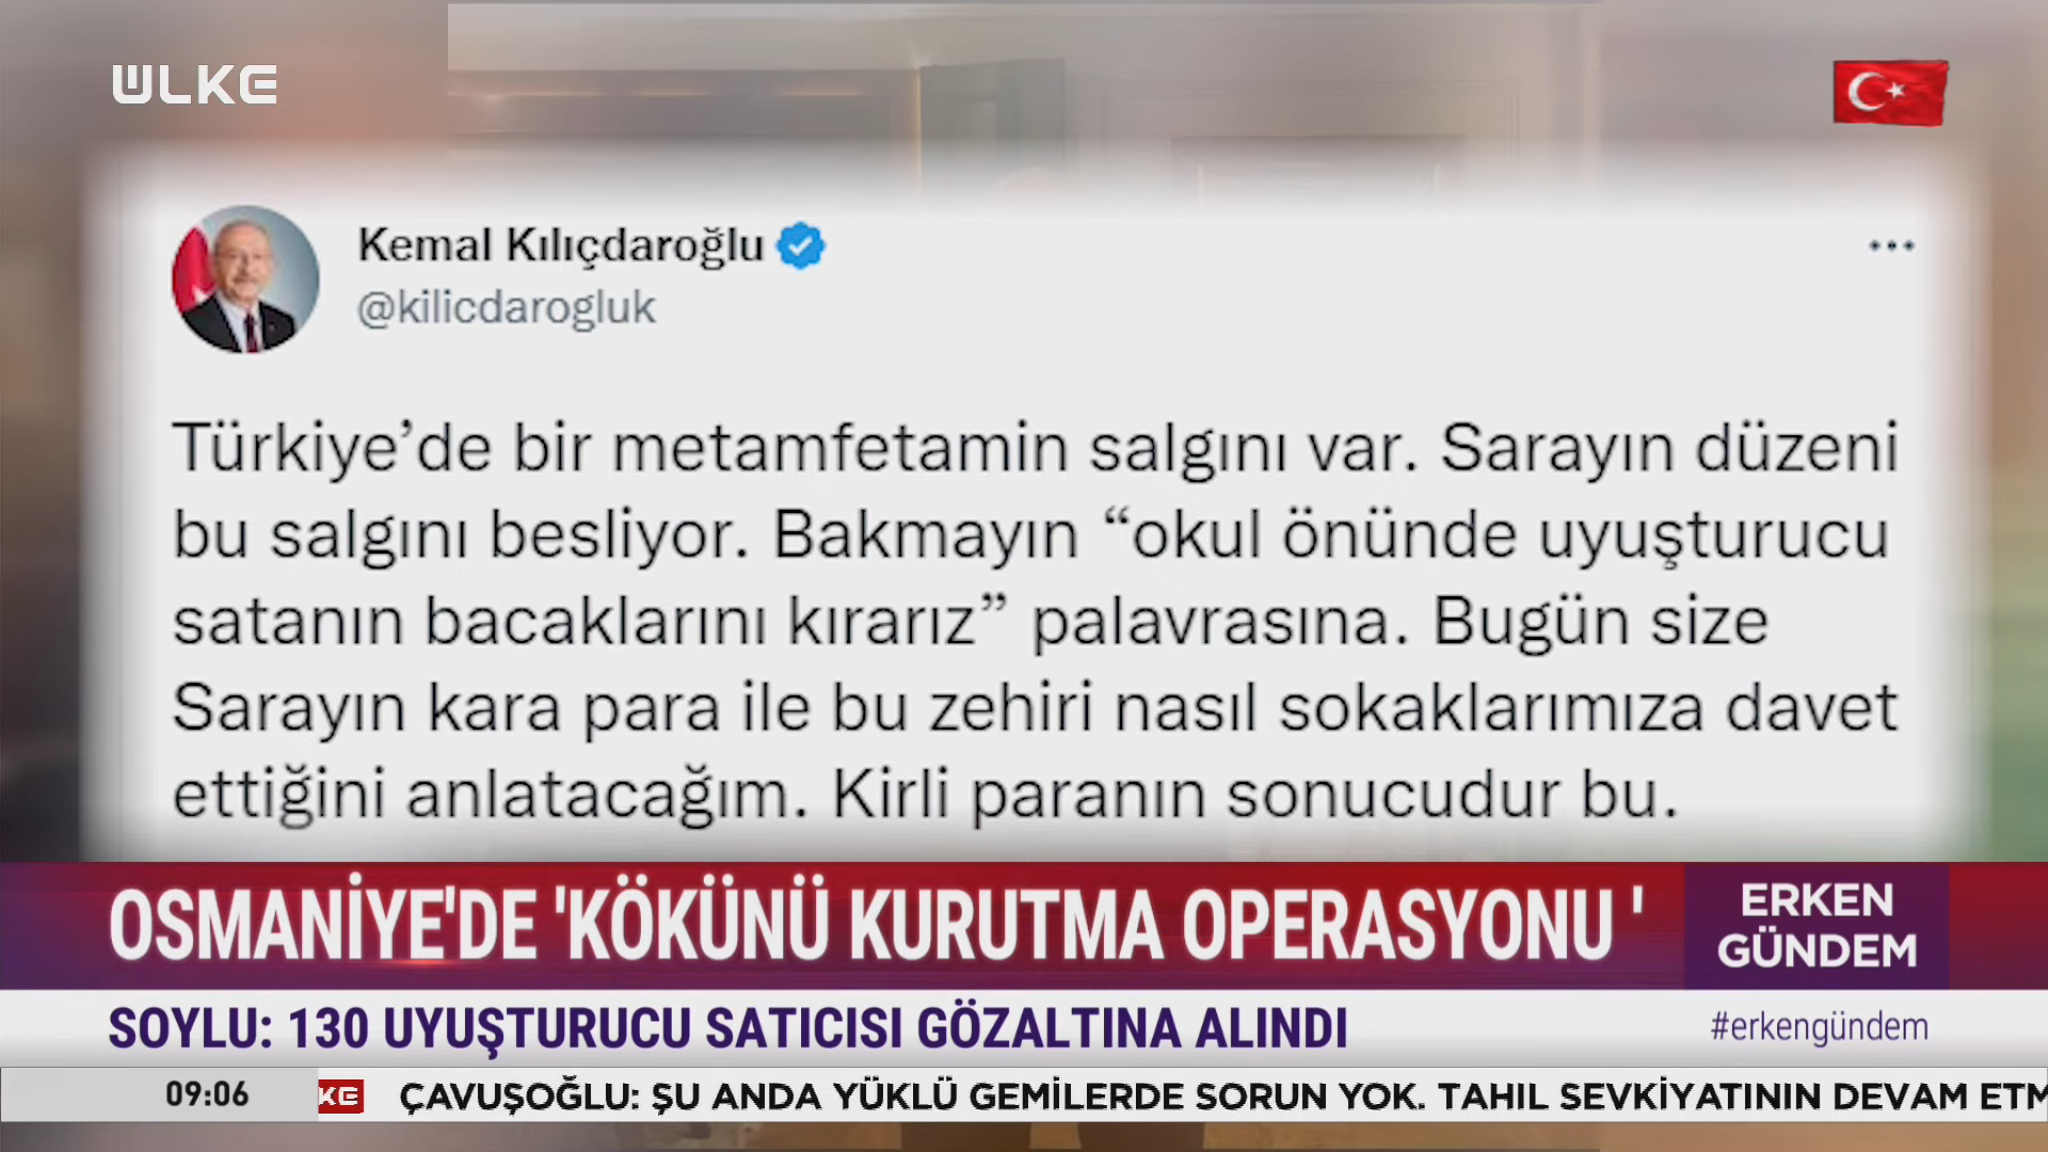 ULKE
Kemal Kılıçdaroğlu
@kilicdarogluk
Türkiye’de bir metamfetamin salgını var. Sarayın düzeni
bu salgını besliyor. Bakmayın “okul önünde uyuşturucu
satanın bacaklarını kırarız” palavrasına. Bugün size
Sarayın kara para ile bu zehiri nasıl sokaklarımıza davet
ettiğini anlatacağım. Kirli paranın sonucudur bu.
OSMANİYE'DE 'KÖKÜNÜ KURUTMA OPERASYONU '
ERKEN
GÜNDEM
SOYLU: 130 UYUŞTURUCU SATICISI GÖZALTINA ALINDI
#erkengündem
09:06
KE ÇAVUŞOĞLU: ŞU ANDA YÜKLÜ GEMİLERDE SORUN YOK. TAHIL SEVKİYATININ DEVAM ETM